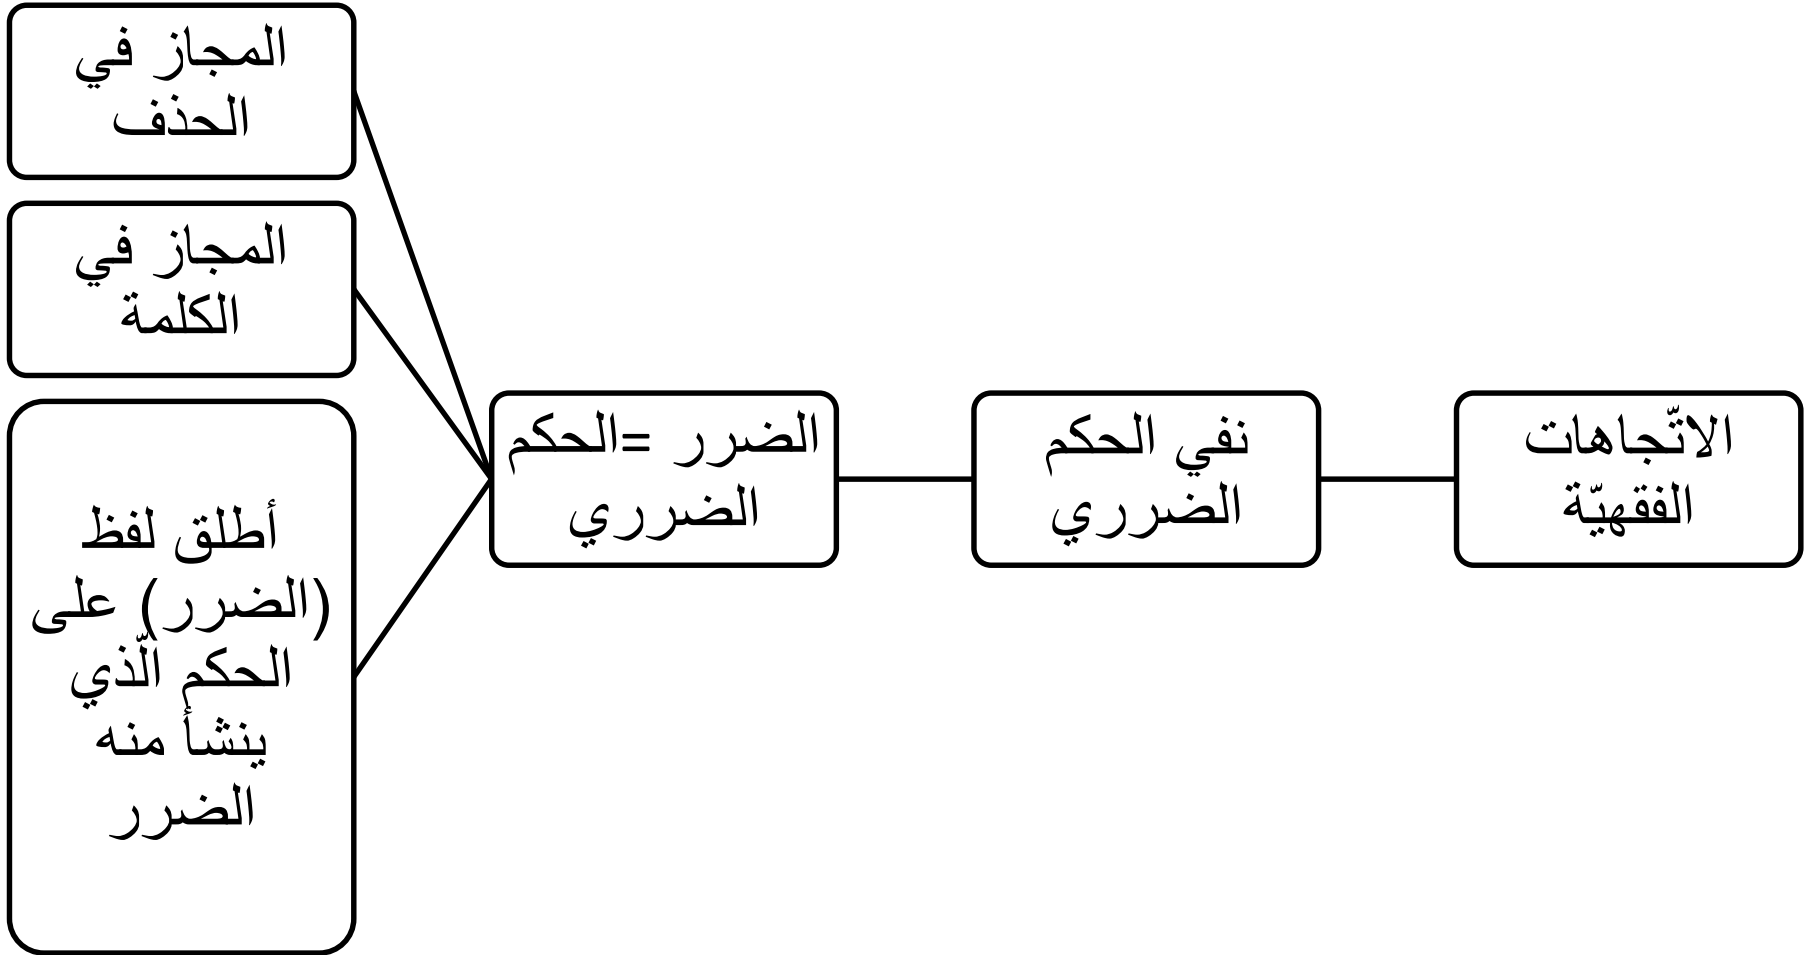 الاتّجاهات
الفقهيّة
نفي الحكم
الضرري
الضرر =الحكم
الضرري
المجاز في
الحذف
المجاز في
الكلمة
أطلق لفظ
(الضرر) على
الحكم الّذي
ينشأ منه
الضرر